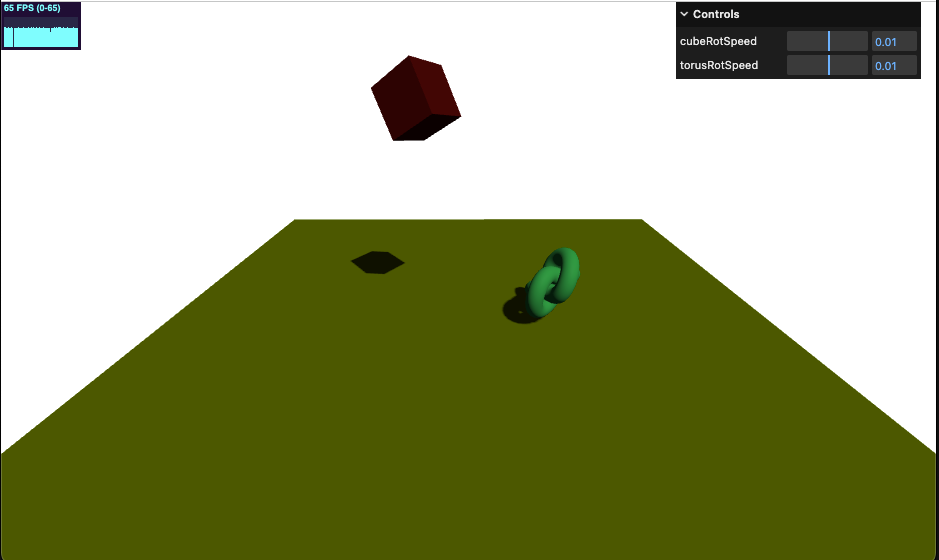 65 FPS (0-65)
Controls
cubeRotSpeed 0.01
torusRotSpeed 0.01